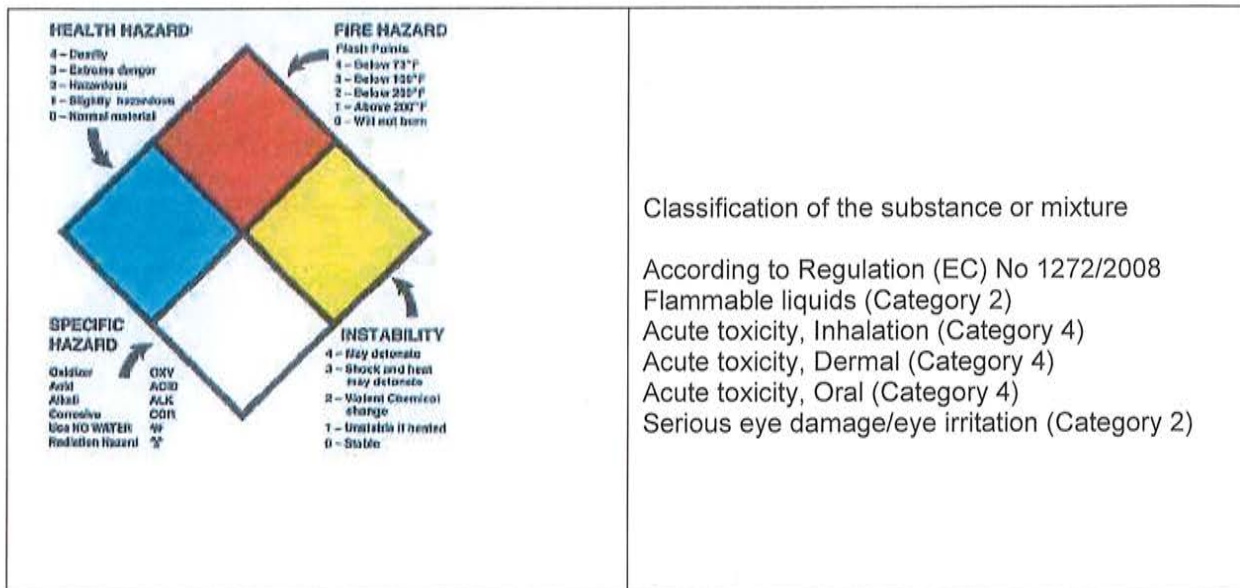 HEALTH HAZARD
4 – Deadly
3 – Extreme danger
2 – Hazardous
1 – Slightly hazardous
0 – Normal material
FIRE HAZARD
Flash Points
4 – Below 73°F
3 – Below 100°F
2 – Below 200°F
1 – Above 200°F
0 – Will not burn
SPECIFIC
HAZARD
Oxidizer OXY
Acid ACID
Alkali ALK
Corrosive COR
Use NO WATER W
Radiation Hazard
INSTABILITY
4 – May detonate
3 – Shock and heat
may detonate
2 – Violent Chemical
change
1 – Unstable if heated
0 – Stable
Classification of the substance or mixture
According to Regulation (EC) No 1272/2008
Flammable liquids (Category 2)
Acute toxicity, Inhalation (Category 4)
Acute toxicity, Dermal (Category 4)
Acute toxicity, Oral (Category 4)
Serious eye damage/eye irritation (Category 2)